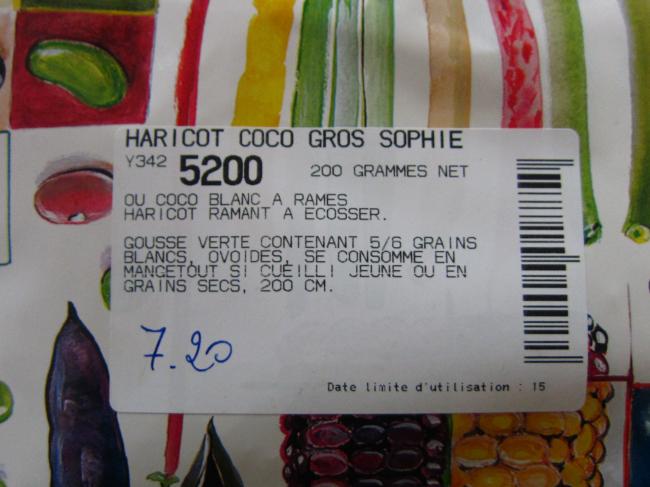 HARICOT COCO GROS SOPHIE
Y342 5200 200 GRAMMES NET
OU COCO BLANC A RAMES
HARICOT RAMANT A ECOSSER.
GOUSSE VERTE CONTENANT 5/6 GRAINS
BLANCS, OVOIDES, SE CONSOMME EN
MANGETOUT SI CUEILLI JEUNE OU EN
GRAINS SECS, 200 CM.
7.20
Date limite d'utilisation : 15